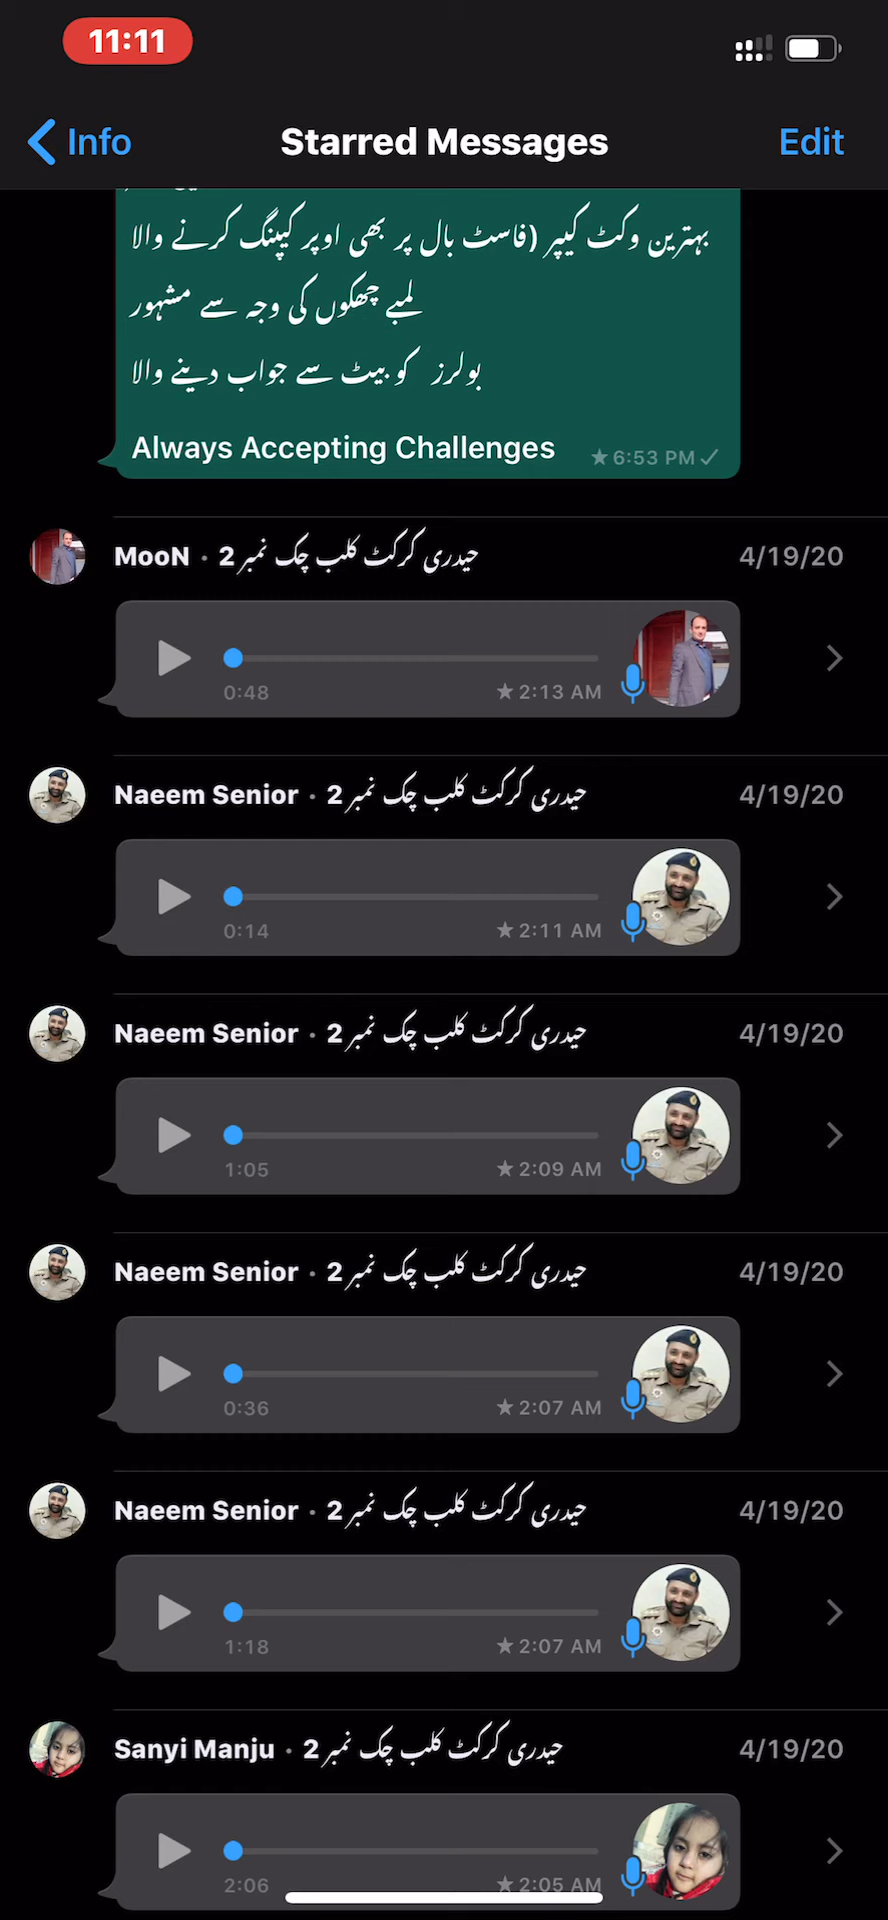 11:11
Info
Starred Messages
Edit
بہترین وکٹ کیپر (فاسٹ بال پر بھی اوپر کیپنگ کرنے والا
لمبے چھکوں کی وجہ سے مشہور
بولرز کو بیٹ سے جواب دینے والا
Always Accepting Challenges
★ 6:53 PM ✓
MooN · حیدری کرکٹ کلب چک نمبر 2
4/19/20
0:48
★ 2:13 AM
Naeem Senior · حیدری کرکٹ کلب چک نمبر 2
4/19/20
0:14
★ 2:11 AM
Naeem Senior · حیدری کرکٹ کلب چک نمبر 2
4/19/20
1:05
★ 2:09 AM
Naeem Senior · حیدری کرکٹ کلب چک نمبر 2
4/19/20
0:36
★ 2:07 AM
Naeem Senior · حیدری کرکٹ کلب چک نمبر 2
4/19/20
1:18
★ 2:07 AM
Sanyi Manju · حیدری کرکٹ کلب چک نمبر 2
4/19/20
2:06
★ 2:05 AM